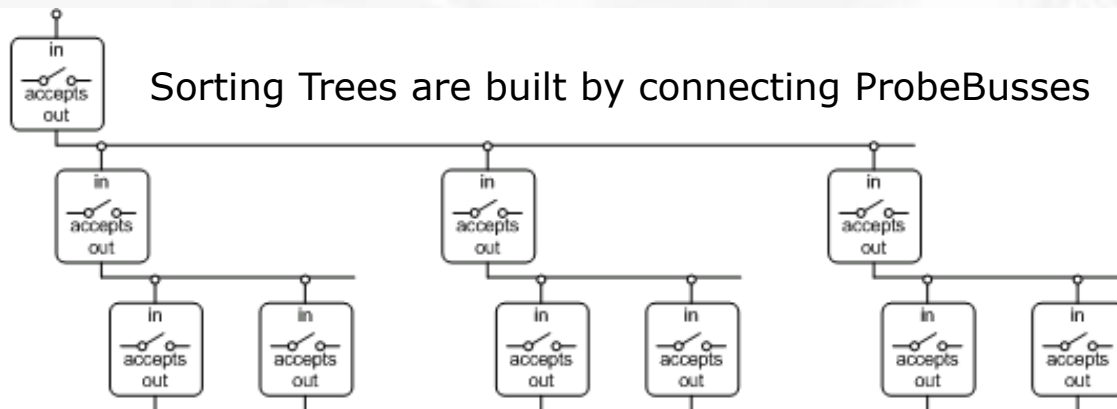 in
accepts
out
Sorting Trees are built by connecting ProbeBusses
in
accepts
out
in
accepts
out
in
accepts
out
in
accepts
out
in
accepts
out
in
accepts
out
in
accepts
out
in
accepts
out
in
accepts
out